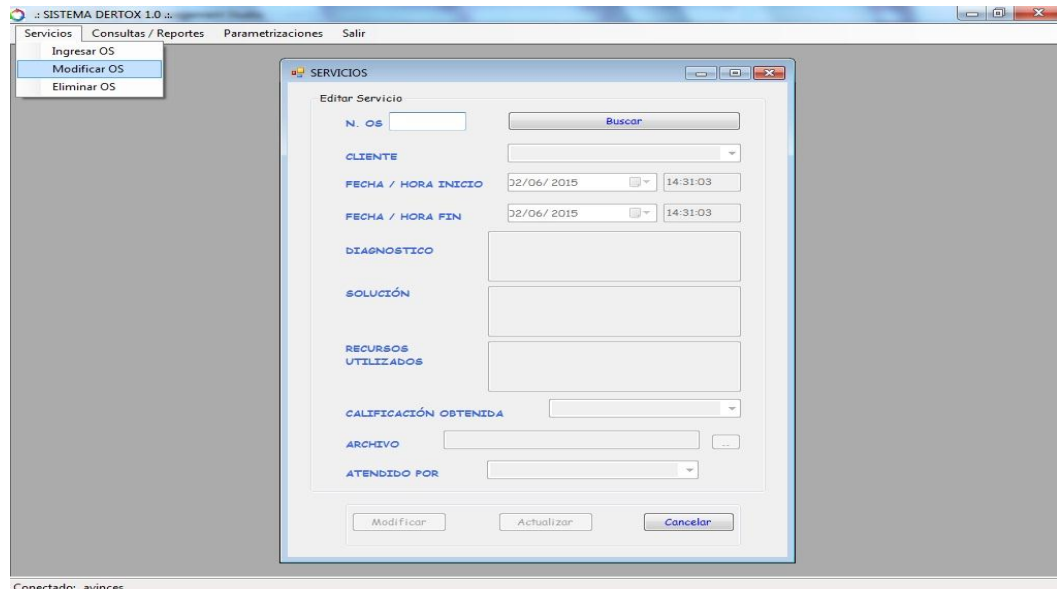 .: SISTEMA DERTOX 1.0 .:.
Servicios Consultas / Reportes Parametrizaciones Salir
Ingresar OS
Modificar OS
Eliminar OS
SERVICIOS
Editar Servicio
N. OS Buscar
CLIENTE
FECHA / HORA INICIO 02/06/ 2015 14:31:03
FECHA / HORA FIN 02/06/ 2015 14:31:03
DIAGNOSTICO
SOLUCIÓN
RECURSOS
UTILIZADOS
CALIFICACIÓN OBTENIDA
ARCHIVO ...
ATENDIDO POR
Modificar Actualizar Cancelar
Conectado: avinces